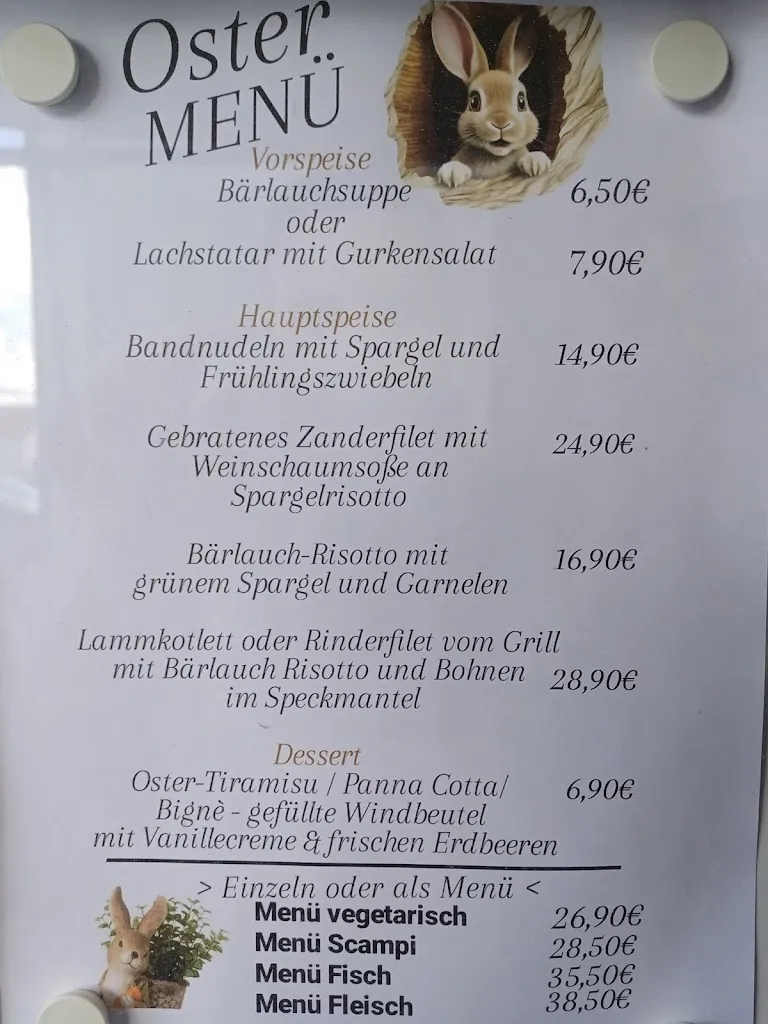 Oster
MENÜ
Vorspeise
Bärlauchsuppe 6,50€
oder
Lachstatar mit Gurkensalat 7,90€
Hauptspeise
Bandnudeln mit Spargel und 14,90€
Frühlingszwiebeln
Gebratenes Zanderfilet mit 24,90€
Weinschaumsoße an
Spargelrisotto
Bärlauch-Risotto mit 16,90€
grünem Spargel und Garnelen
Lammkotlett oder Rinderfilet vom Grill
mit Bärlauch Risotto und Bohnen 28,90€
im Speckmantel
Dessert
Oster-Tiramisu / Panna Cotta/ 6,90€
Bignè - gefüllte Windbeutel
mit Vanillecreme & frischen Erdbeeren
> Einzeln oder als Menü <
Menü vegetarisch 26,90€
Menü Scampi 28,50€
Menü Fisch 35,50€
Menü Fleisch 38,50€